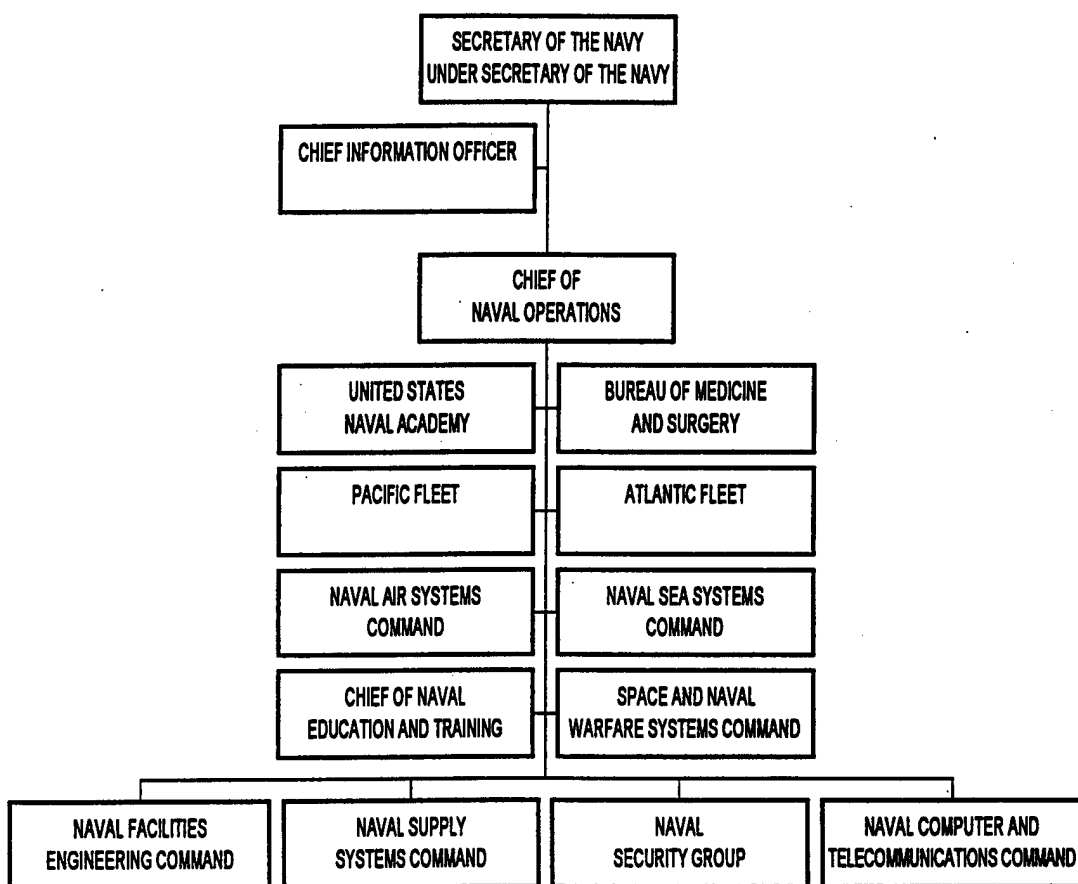 SECRETARY OF THE NAVY
UNDER SECRETARY OF THE NAVY
CHIEF INFORMATION OFFICER
CHIEF OF
NAVAL OPERATIONS
UNITED STATES
NAVAL ACADEMY
BUREAU OF MEDICINE
AND SURGERY
PACIFIC FLEET
ATLANTIC FLEET
NAVAL AIR SYSTEMS
COMMAND
NAVAL SEA SYSTEMS
COMMAND
CHIEF OF NAVAL
EDUCATION AND TRAINING
SPACE AND NAVAL
WARFARE SYSTEMS COMMAND
NAVAL FACILITIES
ENGINEERING COMMAND
NAVAL SUPPLY
SYSTEMS COMMAND
NAVAL
SECURITY GROUP
NAVAL COMPUTER AND
TELECOMMUNICATIONS COMMAND